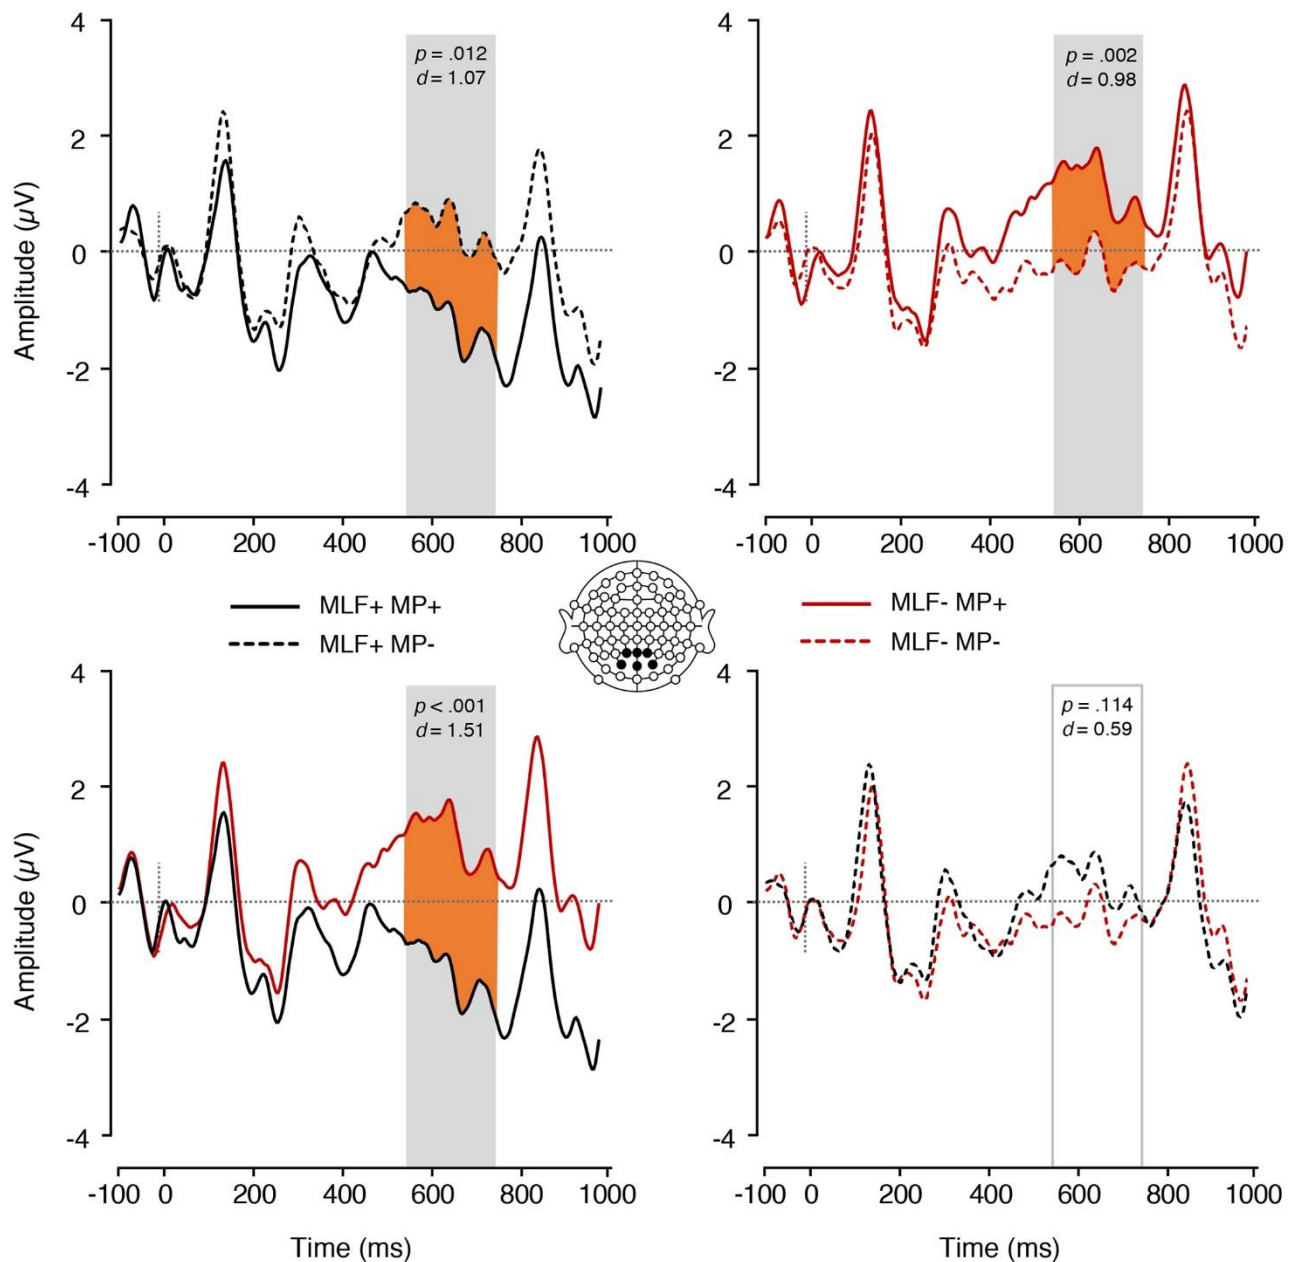 4
2
0
-2
-4
Amplitude (µV)
p = .012
d = 1.07
-100 0 200 400 600 800 1000
4
2
0
-2
-4
p = .002
d = 0.98
-100 0 200 400 600 800 1000
MLF+ MP+
MLF+ MP-
MLF- MP+
MLF- MP-
4
2
0
-2
-4
Amplitude (µV)
p < .001
d = 1.51
-100 0 200 400 600 800 1000
Time (ms)
4
2
0
-2
-4
p = .114
d = 0.59
-100 0 200 400 600 800 1000
Time (ms)